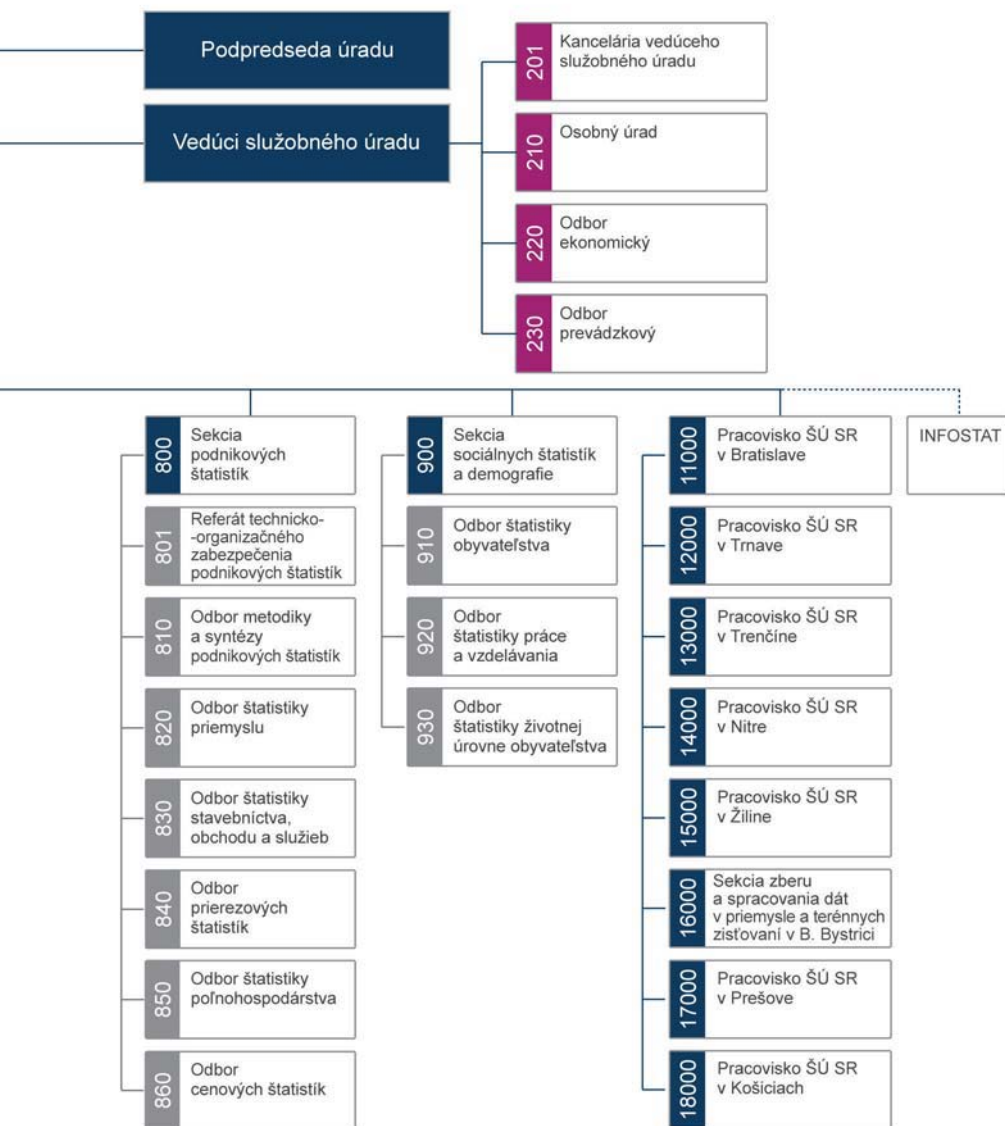 Podpredseda úradu
Vedúci služobného úradu
201
Kancelária vedúceho
služobného úradu
210
Osobný úrad
220
Odbor
ekonomický
230
Odbor
prevádzkový
800
Sekcia
podnikových
štatistík
801
Referát technicko-
-organizačného
zabezpečenia
podnikových štatistík
810
Odbor metodiky
a syntézy
podnikových štatistík
820
Odbor štatistiky
priemyslu
830
Odbor štatistiky
stavebníctva,
obchodu a služieb
840
Odbor
prierezových
štatistík
850
Odbor štatistiky
poľnohospodárstva
860
Odbor
cenových štatistík
900
Sekcia
sociálnych štatistík
a demografie
910
Odbor štatistiky
obyvateľstva
920
Odbor
štatistiky práce
a vzdelávania
930
Odbor
štatistiky životnej
úrovne obyvateľstva
11000
Pracovisko ŠÚ SR
v Bratislave
12000
Pracovisko ŠÚ SR
v Trnave
13000
Pracovisko ŠÚ SR
v Trenčíne
14000
Pracovisko ŠÚ SR
v Nitre
15000
Pracovisko ŠÚ SR
v Žiline
16000
Sekcia zberu
a spracovania dát
v priemysle a terénnych
zisťovaní v B. Bystrici
17000
Pracovisko ŠÚ SR
v Prešove
18000
Pracovisko ŠÚ SR
v Košiciach
INFOSTAT